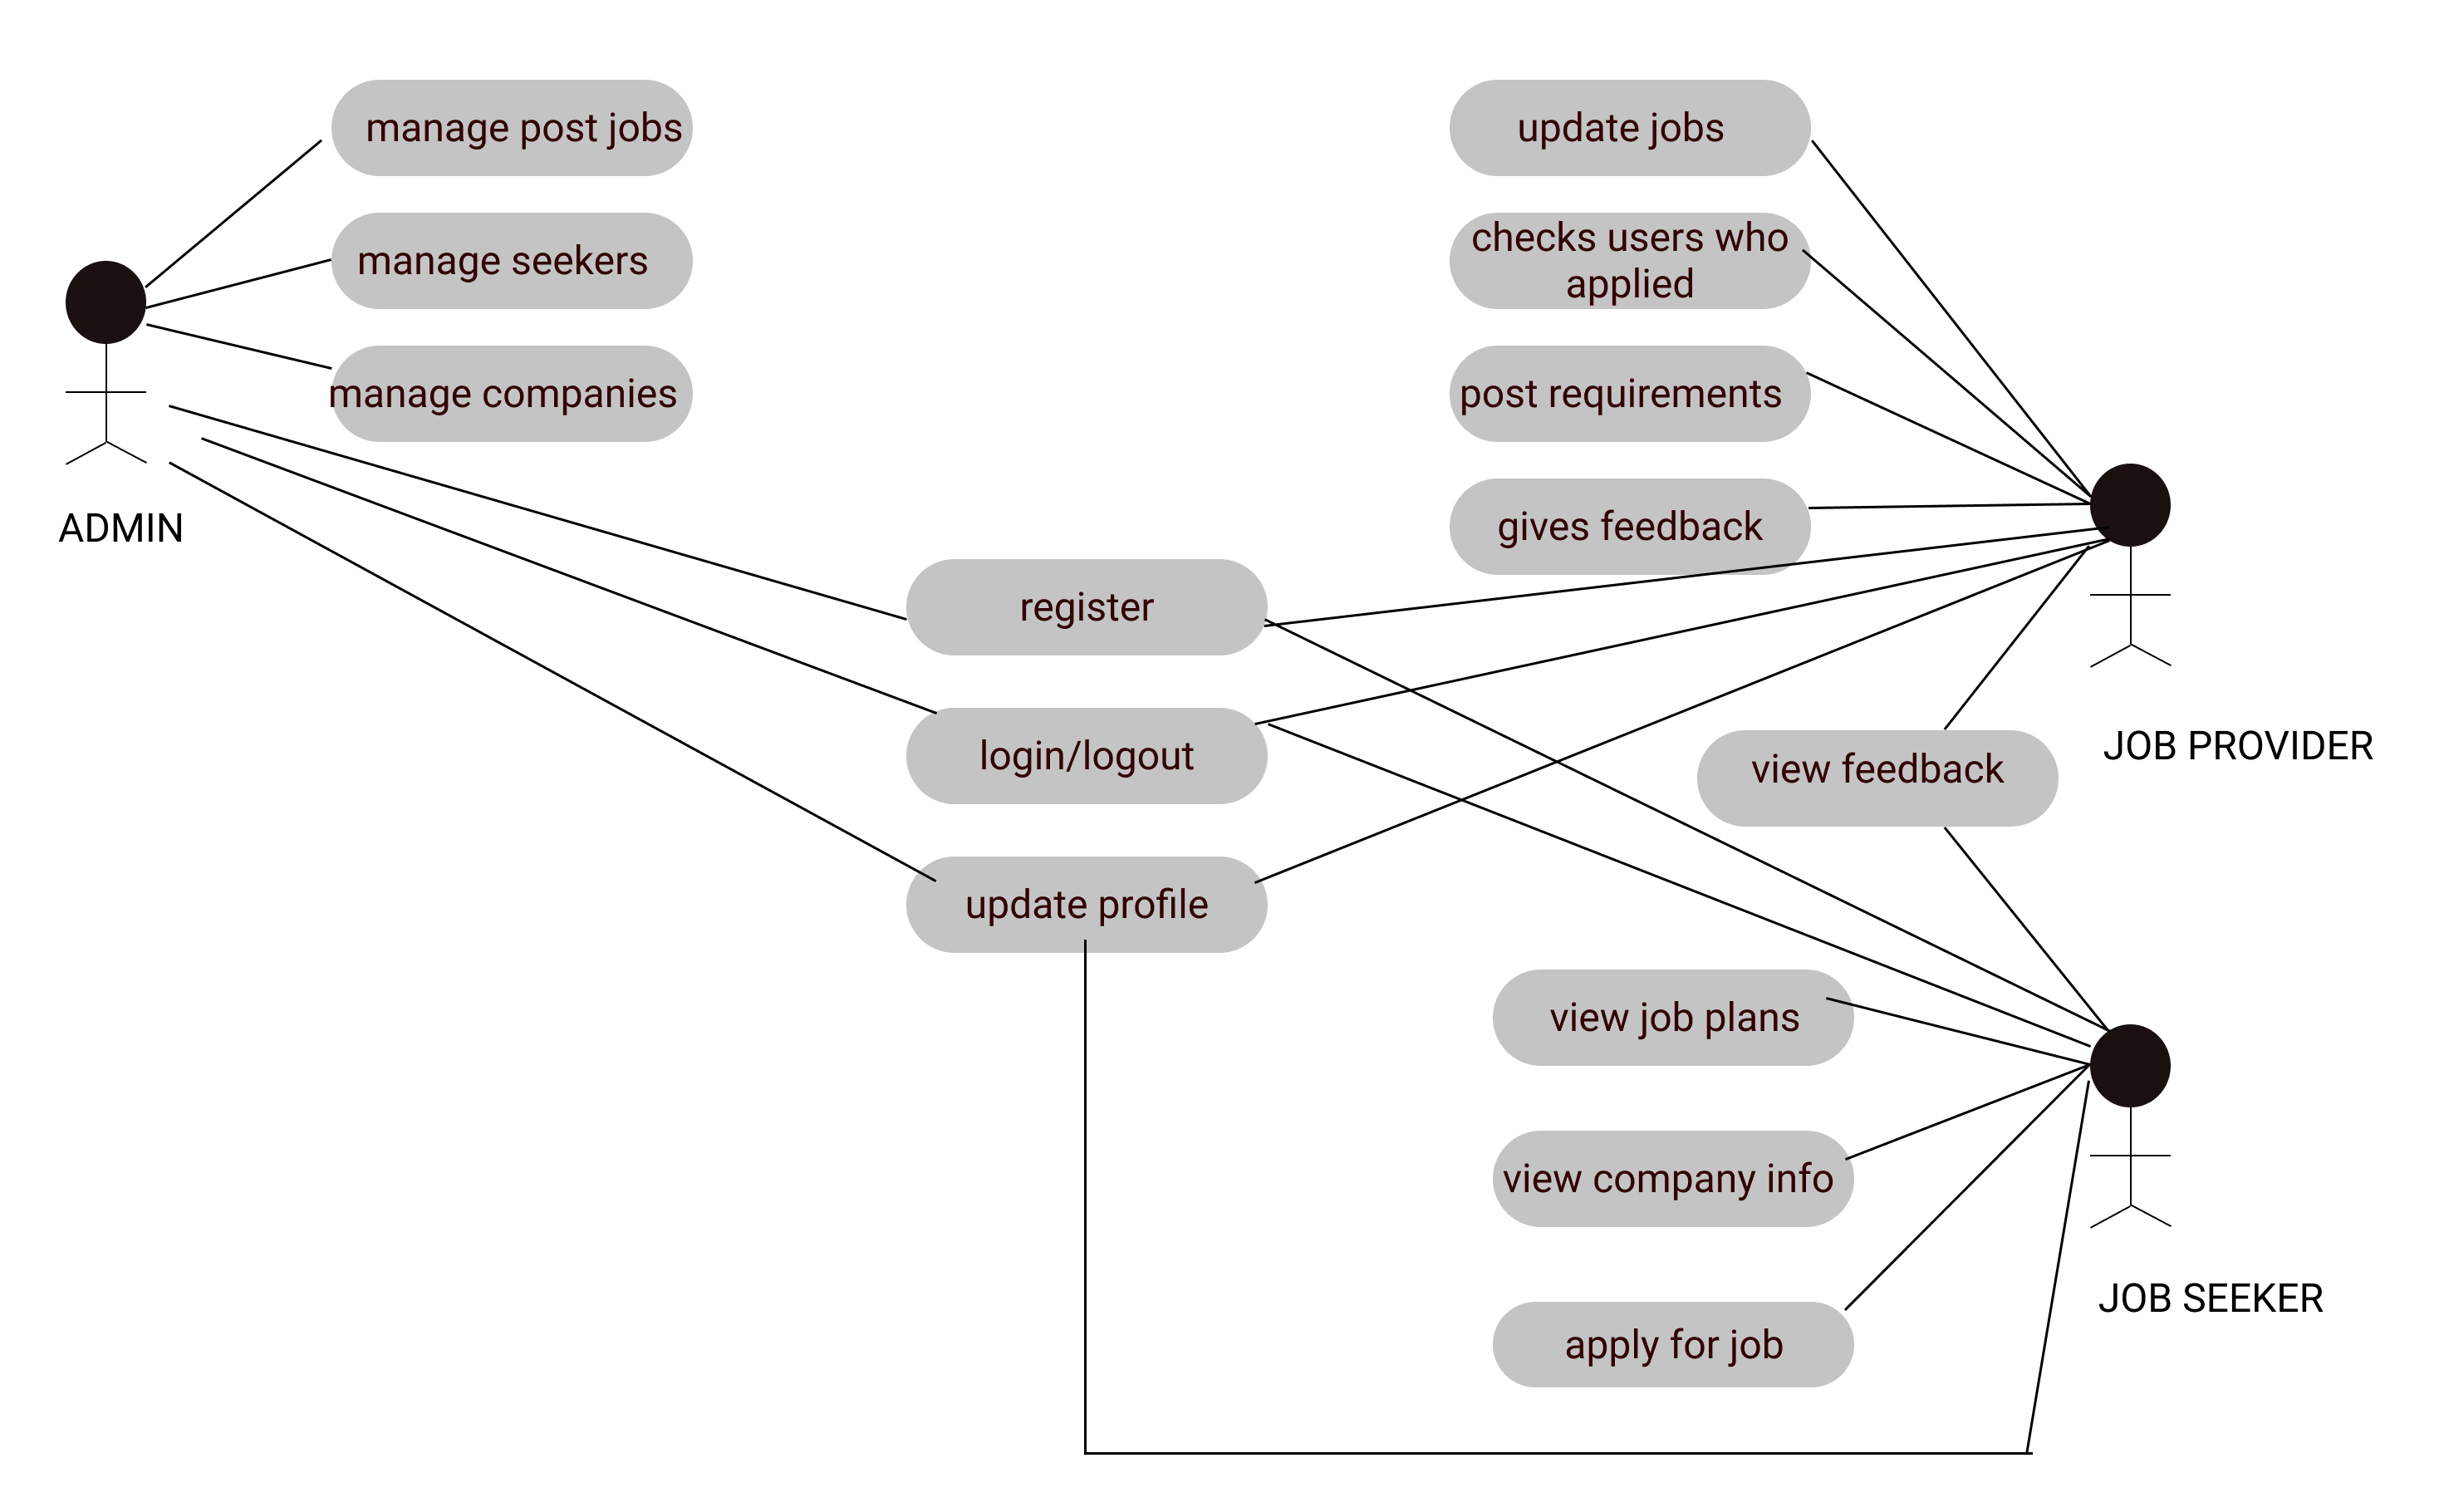 manage post jobs
manage seekers
manage companies
ADMIN
update jobs
checks users who
applied
post requirements
gives feedback
register
login/logout
update profile
JOB PROVIDER
view feedback
view job plans
view company info
apply for job
JOB SEEKER